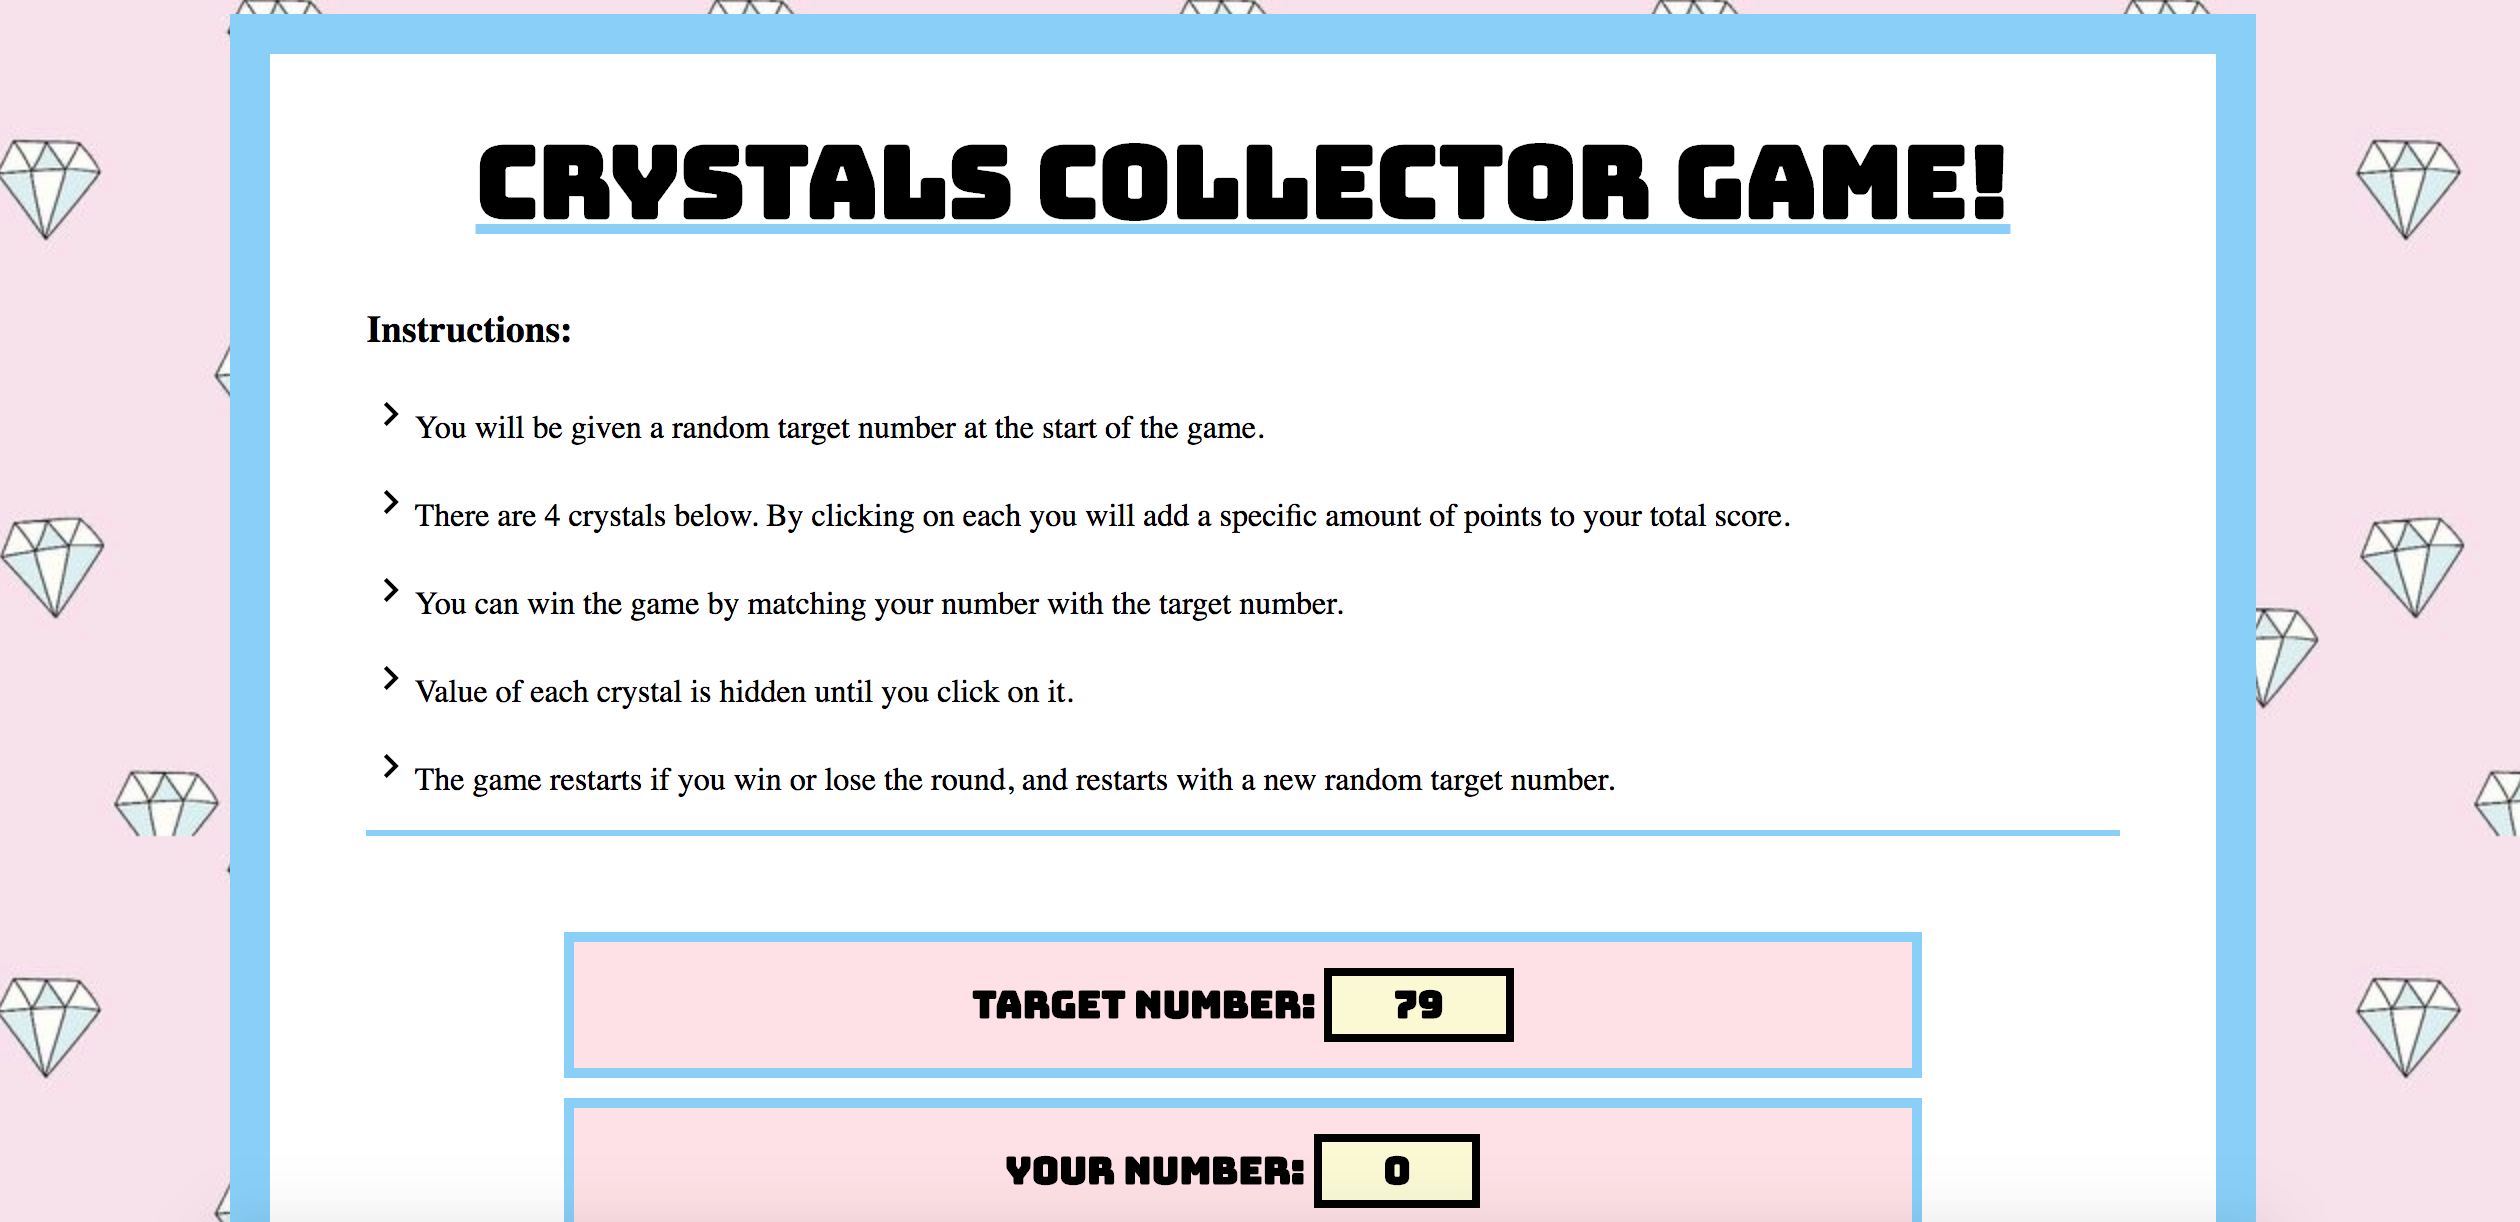 CRYSTALS COLLECTOR GAME!
Instructions:
You will be given a random target number at the start of the game.
There are 4 crystals below. By clicking on each you will add a specific amount of points to your total score.
You can win the game by matching your number with the target number.
Value of each crystal is hidden until you click on it.
The game restarts if you win or lose the round, and restarts with a new random target number.
TARGET NUMBER: 79
YOUR NUMBER: 0